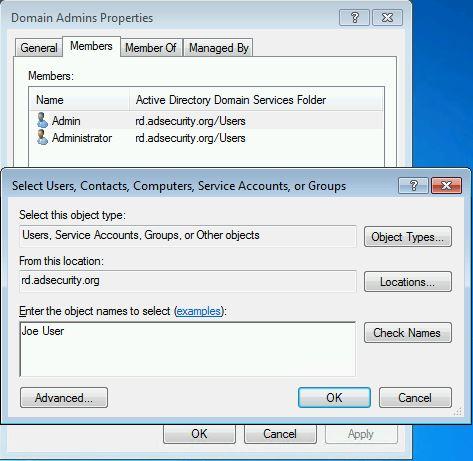 Domain Admins Properties
General Members Member Of Managed By
Members:
Name Active Directory Domain Services Folder
Admin rd.adsecurity.org/Users
Administrator rd.adsecurity.org/Users
Select Users, Contacts, Computers, Service Accounts, or Groups
Select this object type:
Users, Service Accounts, Groups, or Other objects Object Types...
From this location:
rd.adsecurity.org Locations...
Enter the object names to select (examples):
Joe User Check Names
Advanced... OK Cancel
OK Cancel Apply